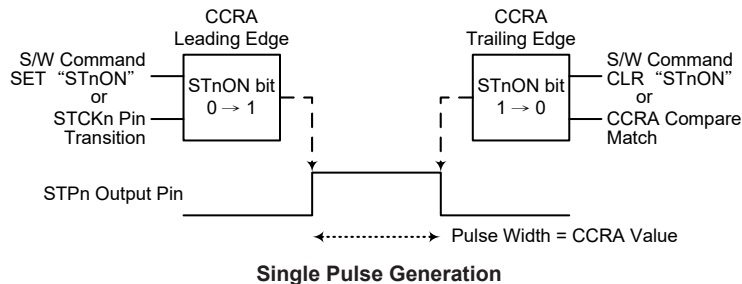 CCRA
Leading Edge
CCRA
Trailing Edge
S/W Command
SET “STnON”
or
STCKn Pin
Transition
STnON bit
0 → 1
STnON bit
1 → 0
S/W Command
CLR “STnON”
or
CCRA Compare
Match
STPn Output Pin
Pulse Width = CCRA Value
Single Pulse Generation